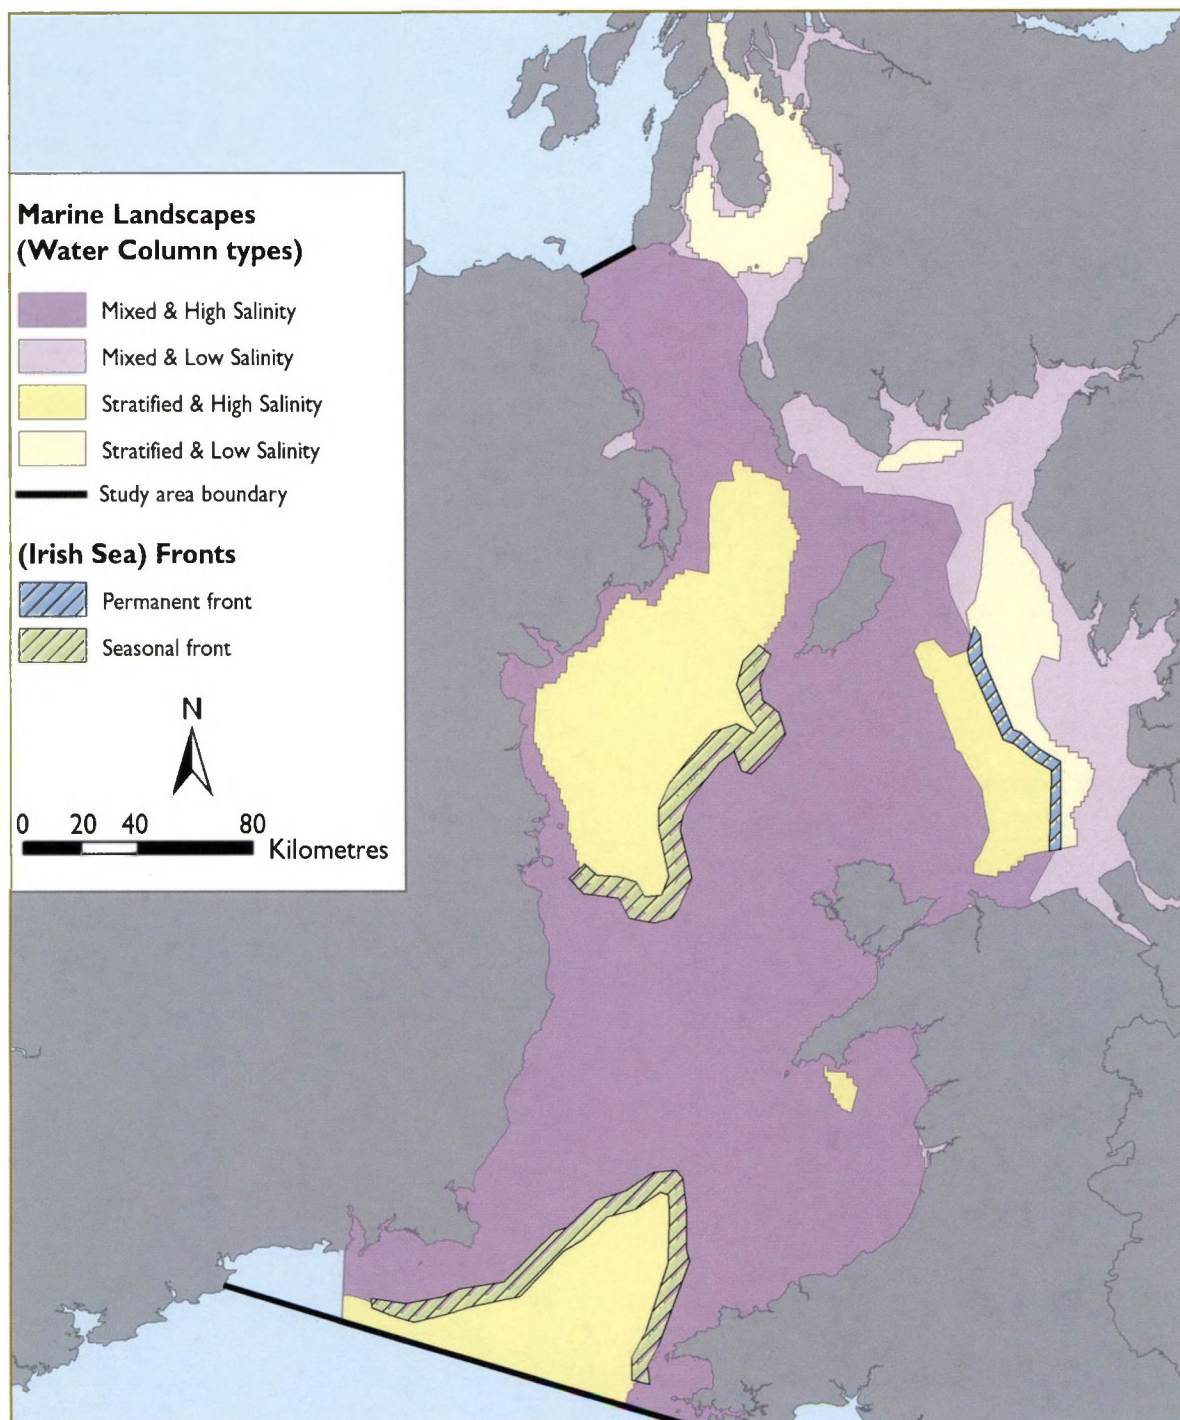 Marine Landscapes
(Water Column types)
Mixed & High Salinity
Mixed & Low Salinity
Stratified & High Salinity
Stratified & Low Salinity
Study area boundary
(Irish Sea) Fronts
Permanent front
Seasonal front
N
0 20 40 80
Kilometres